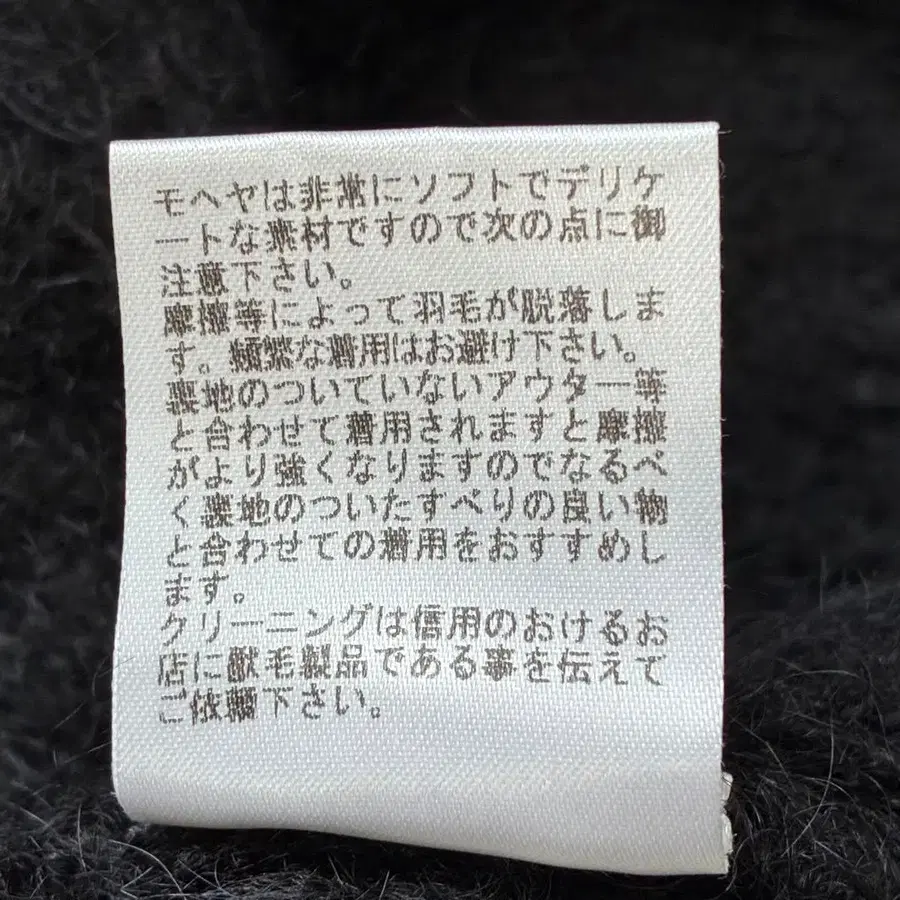 モヘヤは非常にソフトでデリケ
ートな素材ですので次の点に御
注意下さい。
摩擦等によって羽毛が脱落しま
す。頻繁な着用はお避け下さい。
裏地のついていないアウター等
と合わせて着用されますと摩擦
がより強くなりますのでなるべ
く裏地のついたすべりの良い物
と合わせての着用をおすすめし
ます。
クリーニングは信用のおけるお
店に獣毛製品である事を伝えて
ご依頼下さい。